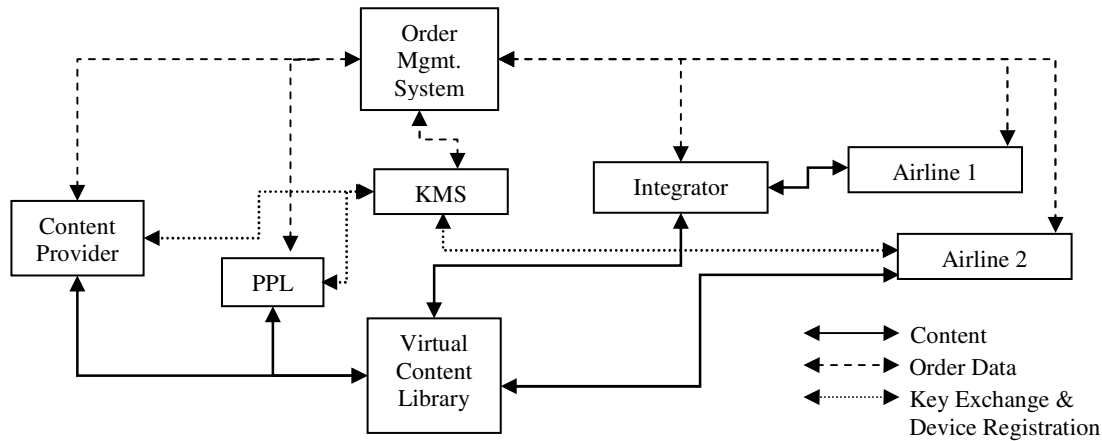 Order
Mgmt.
System
KMS
Integrator
Airline 1
Content
Provider
Airline 2
PPL
Virtual
Content
Library
Content
Order Data
Key Exchange &
Device Registration